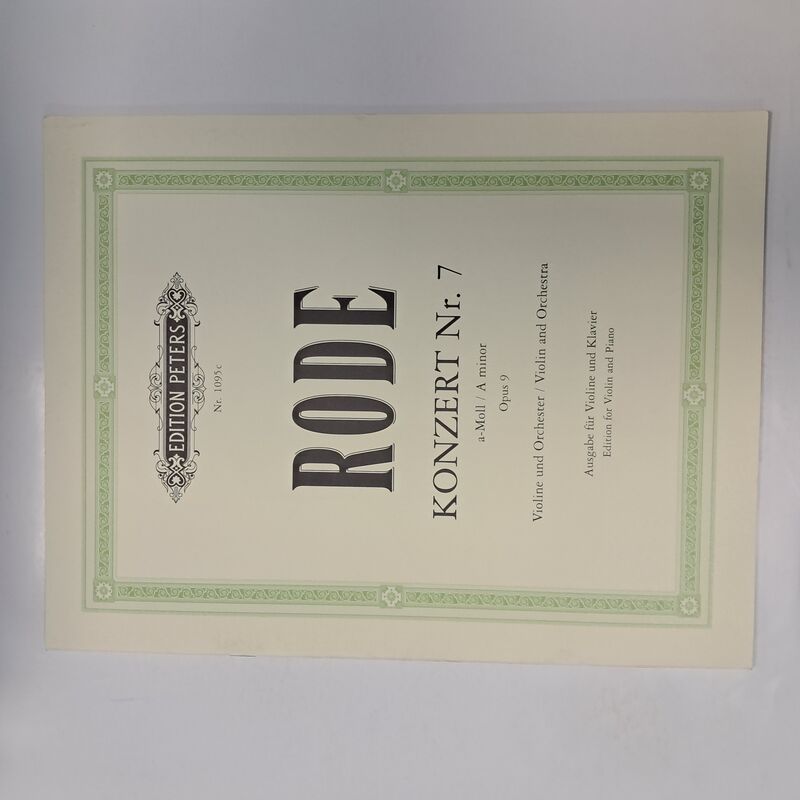 EDITION PETERS
Nr. 1095c
RODE
KONZERT Nr. 7
a-Moll / A minor
Opus 9
Violine und Orchester / Violin and Orchestra
Ausgabe für Violine und Klavier
Edition for Violin and Piano